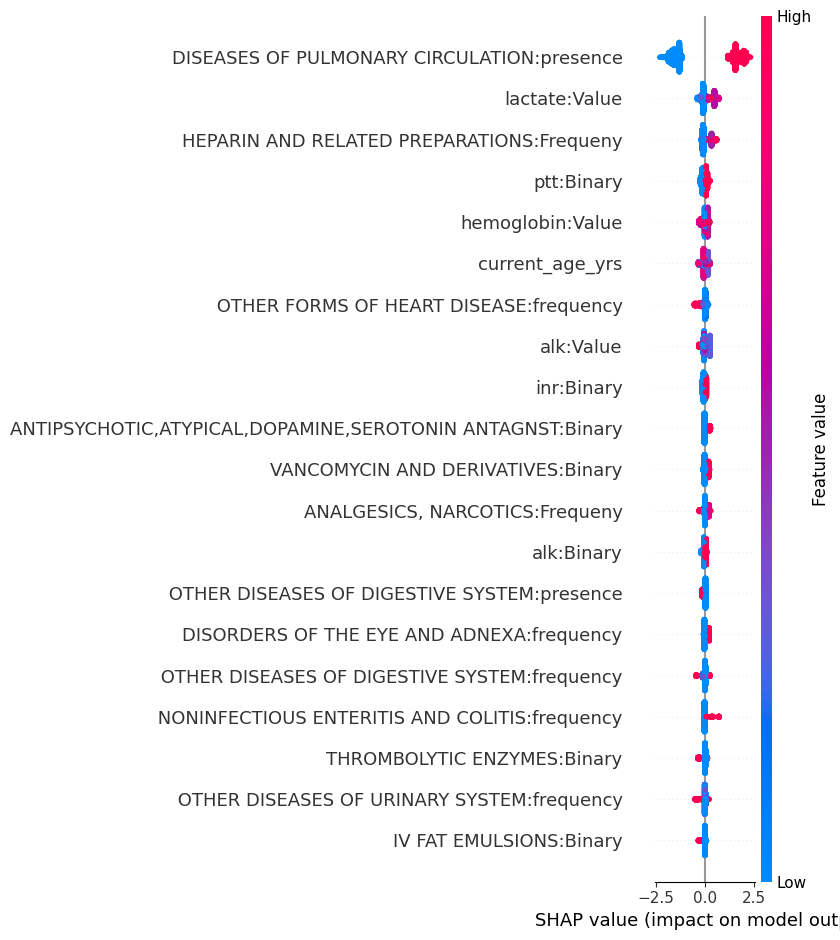 High
DISEASES OF PULMONARY CIRCULATION:presence
lactate:Value
HEPARIN AND RELATED PREPARATIONS:Frequeny
ptt:Binary
hemoglobin:Value
current_age_yrs
OTHER FORMS OF HEART DISEASE:frequency
alk:Value
inr:Binary
ANTIPSYCHOTIC,ATYPICAL,DOPAMINE,SEROTONIN ANTAGNST:Binary
VANCOMYCIN AND DERIVATIVES:Binary
ANALGESICS, NARCOTICS:Frequeny
alk:Binary
OTHER DISEASES OF DIGESTIVE SYSTEM:presence
DISORDERS OF THE EYE AND ADNEXA:frequency
OTHER DISEASES OF DIGESTIVE SYSTEM:frequency
NONINFECTIOUS ENTERITIS AND COLITIS:frequency
THROMBOLYTIC ENZYMES:Binary
OTHER DISEASES OF URINARY SYSTEM:frequency
IV FAT EMULSIONS:Binary
Feature value
Low
−2.5 0.0 2.5
SHAP value (impact on model out